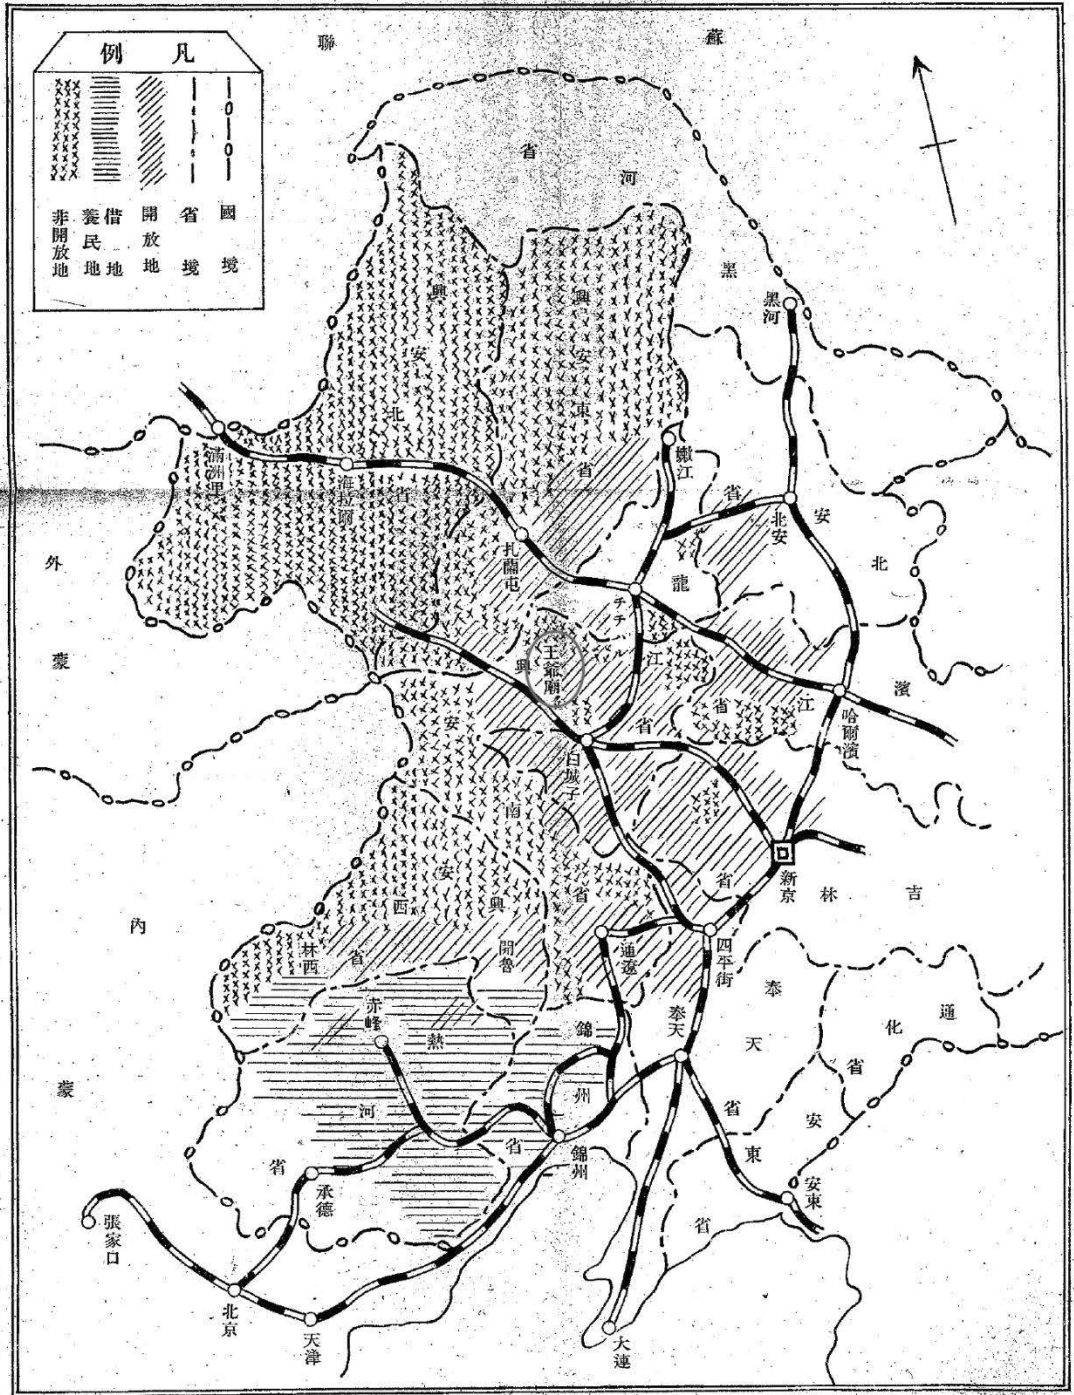 凡例
國境
省境
開放地
借地
養民地
非開放地
蘇聯
外蒙
內蒙
黑河省
興安北省
興安東省
龍江省
北安省
濱江省
吉林省
興安南省
興安西省
熱河省
錦州省
奉天省
安東省
通化省
黑河
嫩江
北安
滿洲里
海拉爾
扎蘭屯
チチハル
王爺廟
哈爾濱
白城子
新京
四平街
通遼
開魯
林西
赤峰
奉天
錦州
承德
安東
張家口
北京
天津
大連